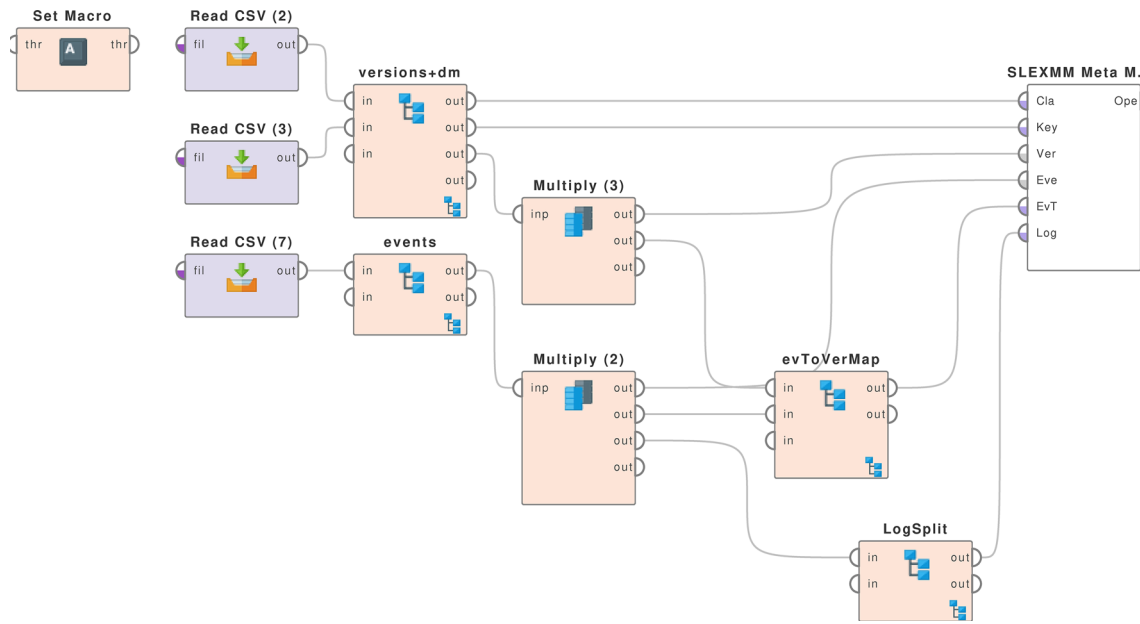 Set Macro
thr
thr
A
Read CSV (2)
fil
out
Read CSV (3)
fil
out
Read CSV (7)
fil
out
versions+dm
in
out
in
out
in
out
out
events
in
out
in
out
Multiply (3)
inp
out
out
out
Multiply (2)
inp
out
out
out
out
evToVerMap
in
out
in
out
in
LogSplit
in
out
in
out
SLEXMM Meta M.
Cla
Ope
Key
Ver
Eve
EvT
Log